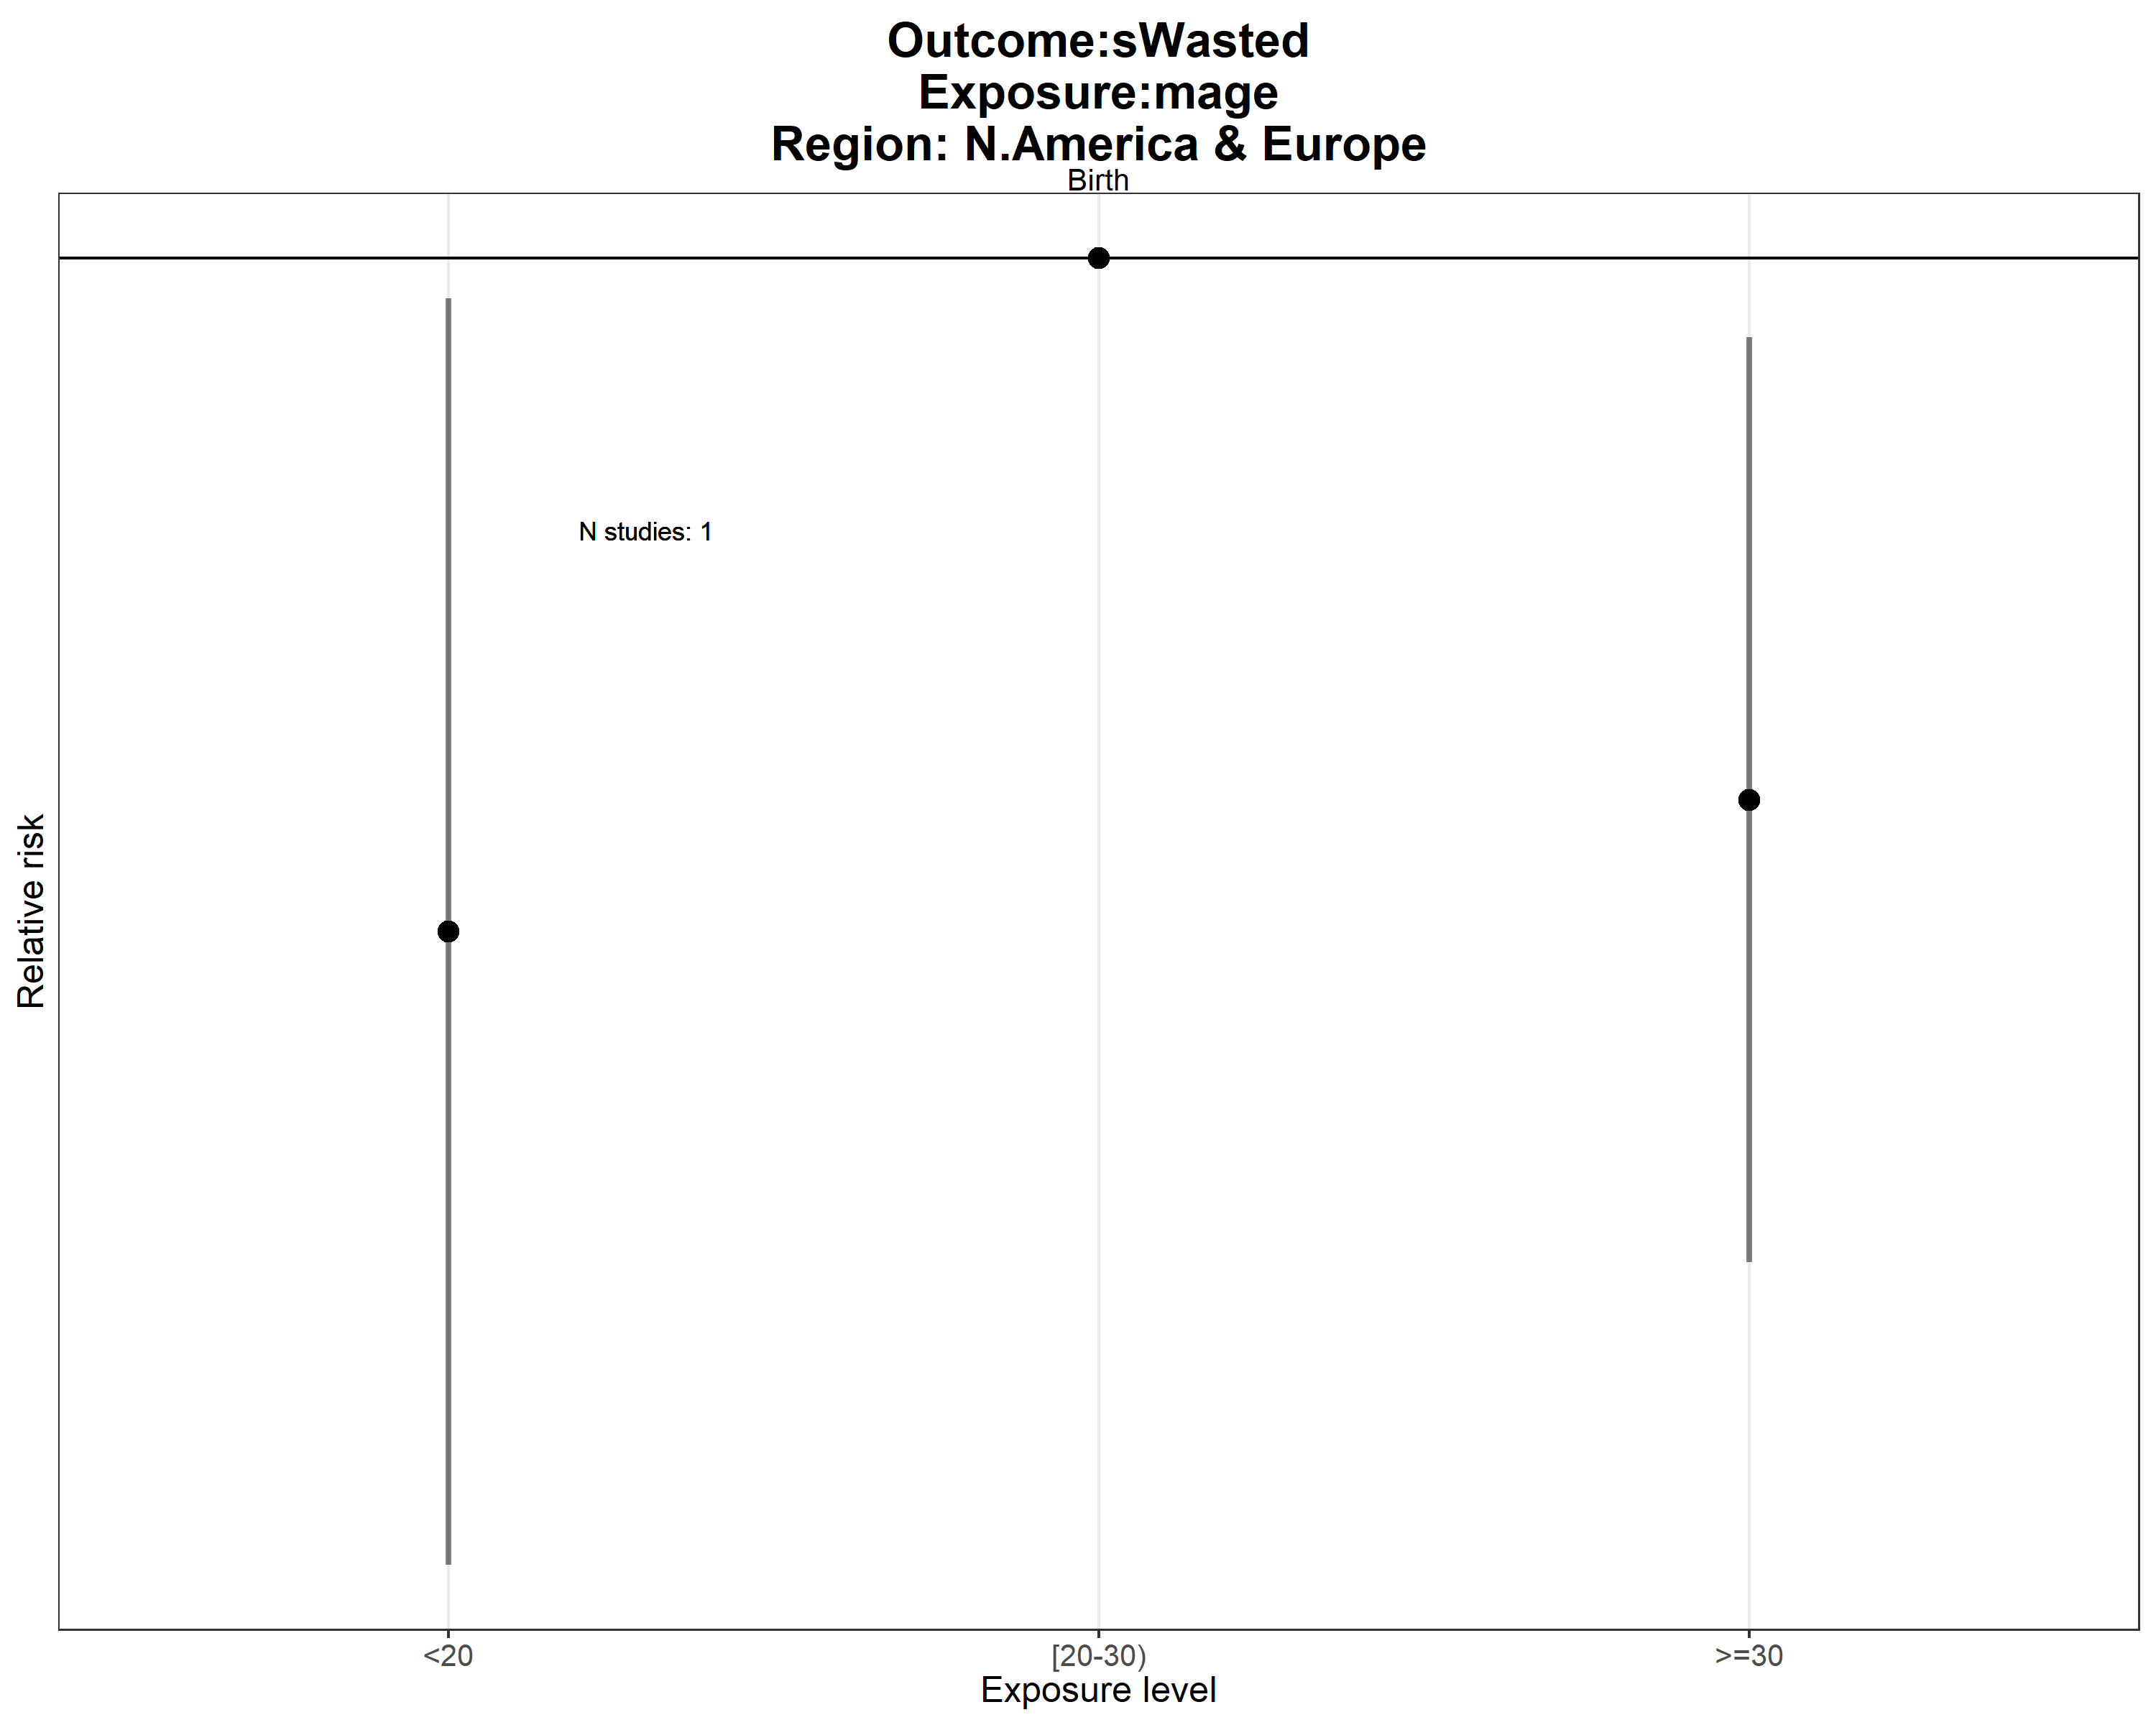 Outcome:sWasted
Exposure:mage
Region: N.America & Europe
Birth
N studies: 1
Relative risk
<20
[20-30)
>=30
Exposure level